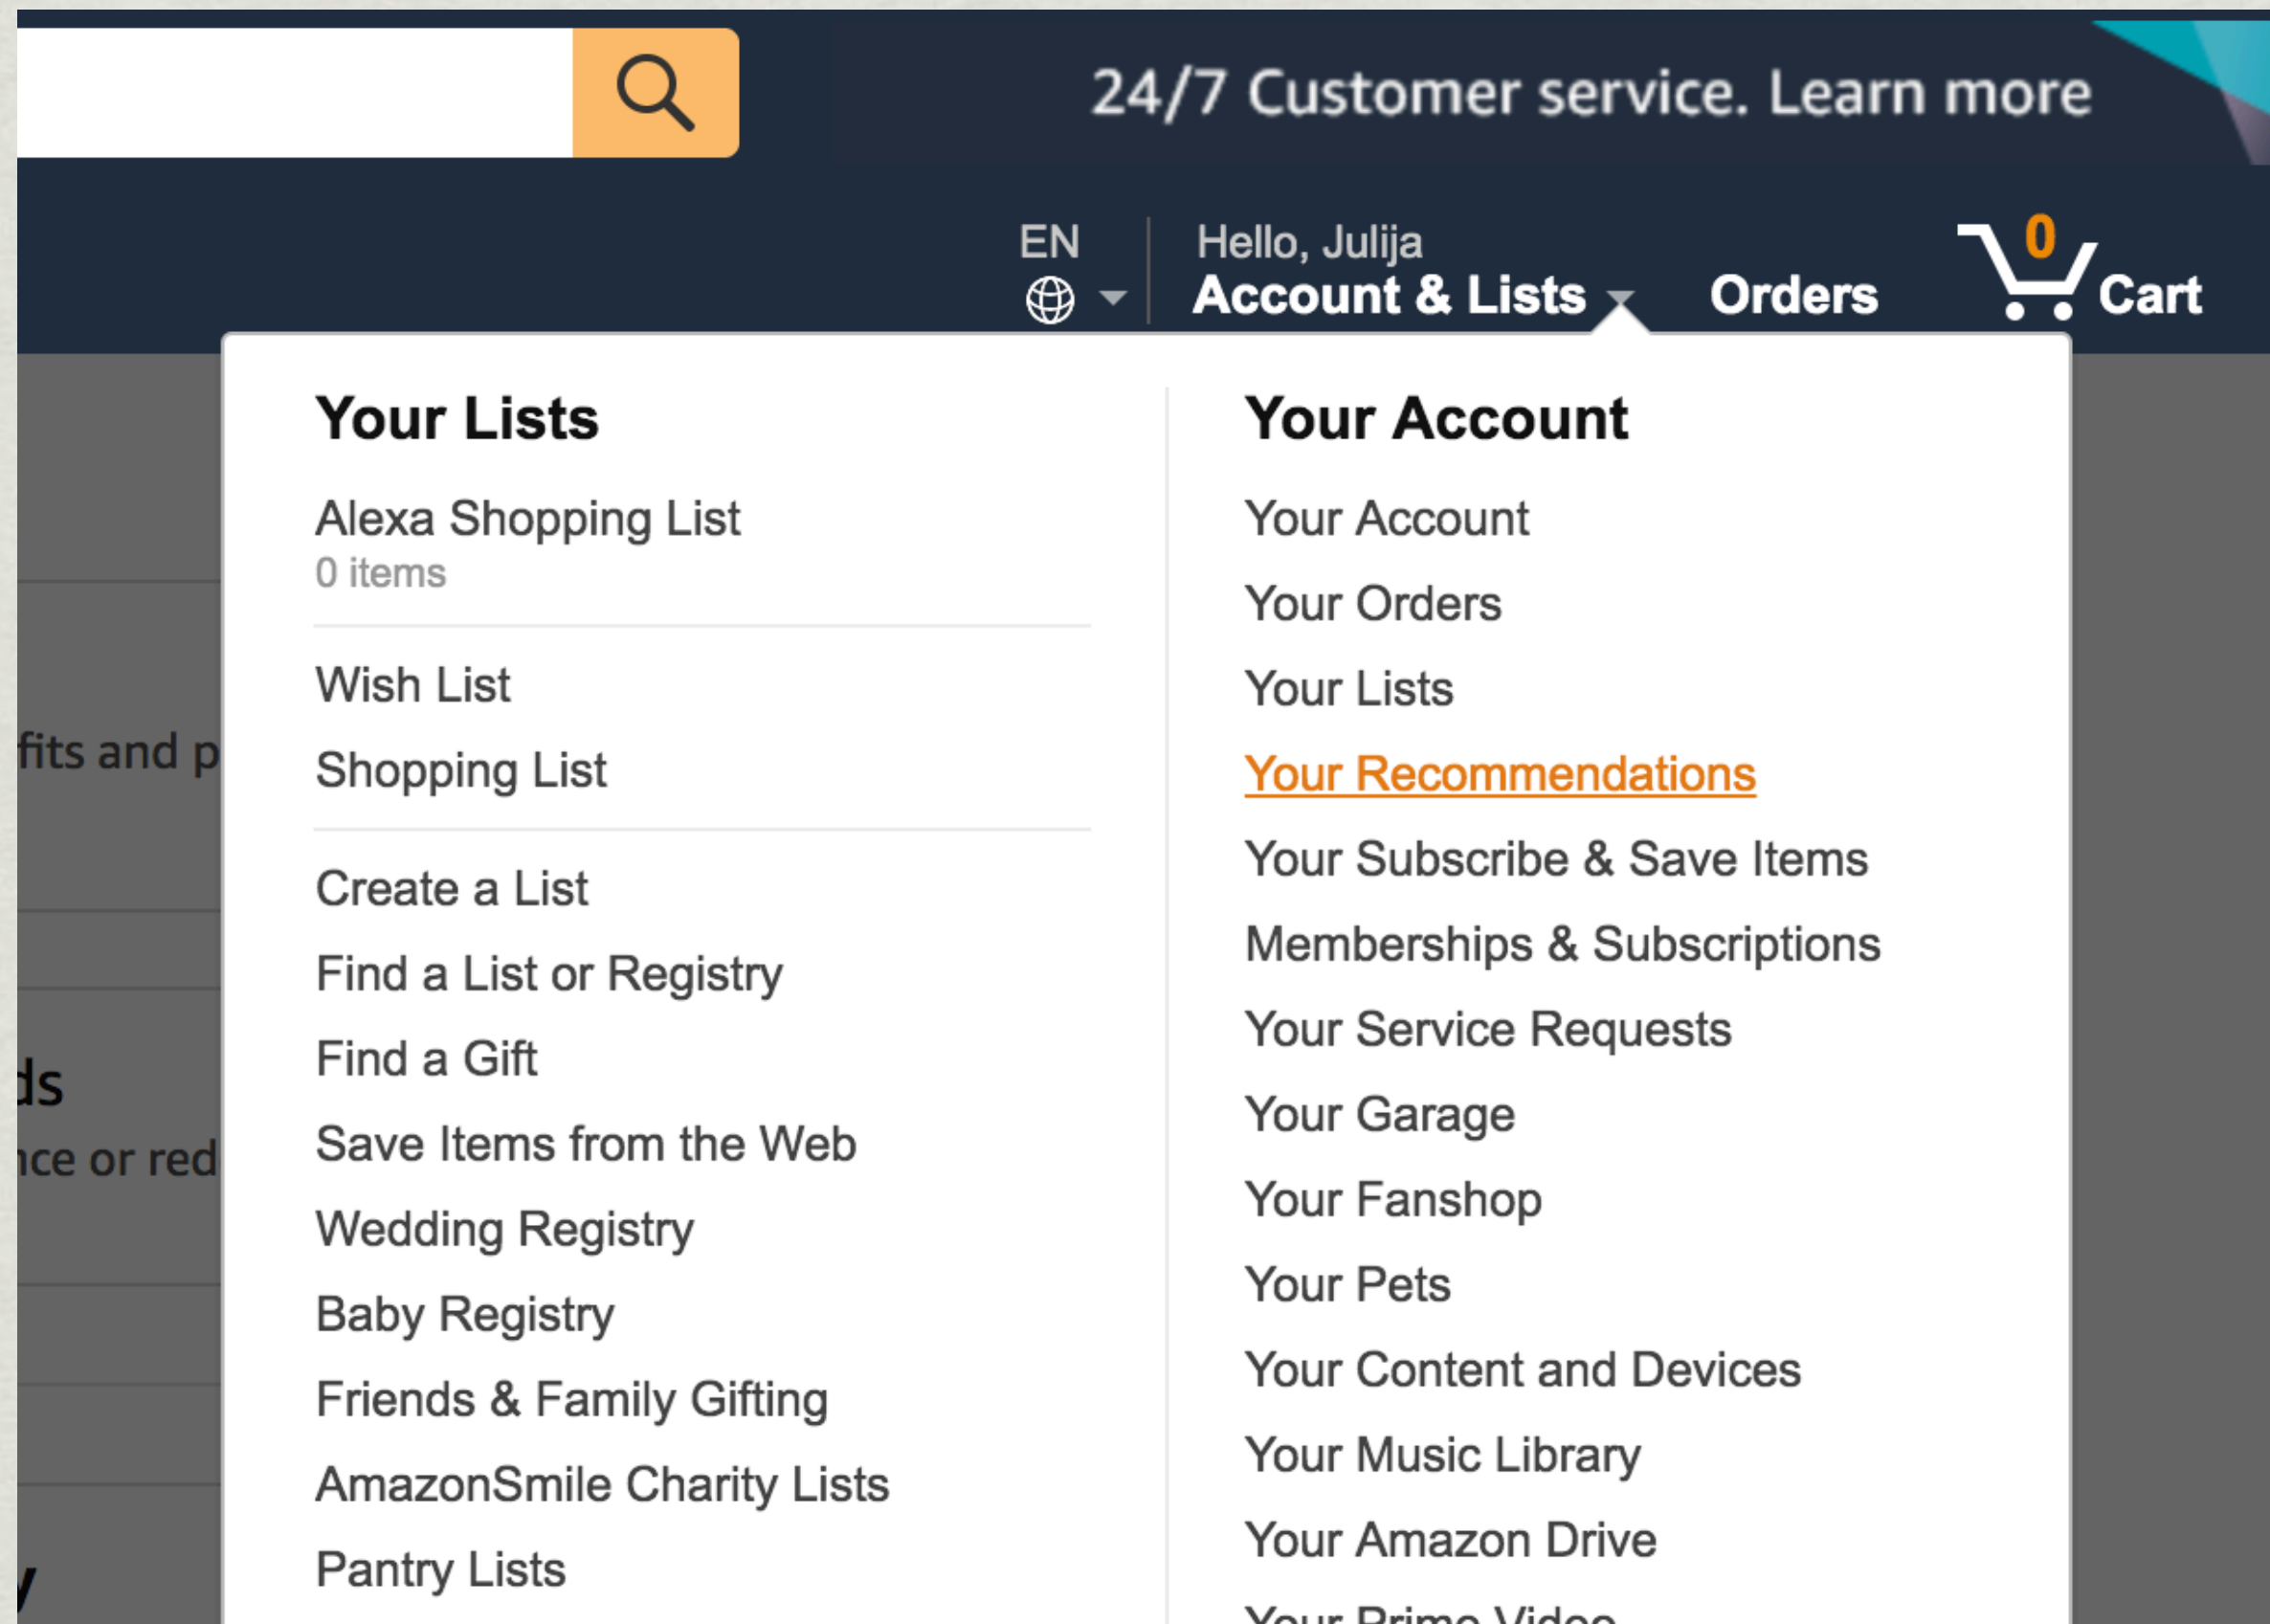 24/7 Customer service. Learn more
EN
Hello, Julija
Account & Lists
Orders
0
Cart
Your Lists
Alexa Shopping List
0 items
Wish List
Shopping List
Create a List
Find a List or Registry
Find a Gift
Save Items from the Web
Wedding Registry
Baby Registry
Friends & Family Gifting
AmazonSmile Charity Lists
Pantry Lists
Your Account
Your Account
Your Orders
Your Lists
Your Recommendations
Your Subscribe & Save Items
Memberships & Subscriptions
Your Service Requests
Your Garage
Your Fanshop
Your Pets
Your Content and Devices
Your Music Library
Your Amazon Drive
Your Prime Video
fits and p
ds
nce or red
y